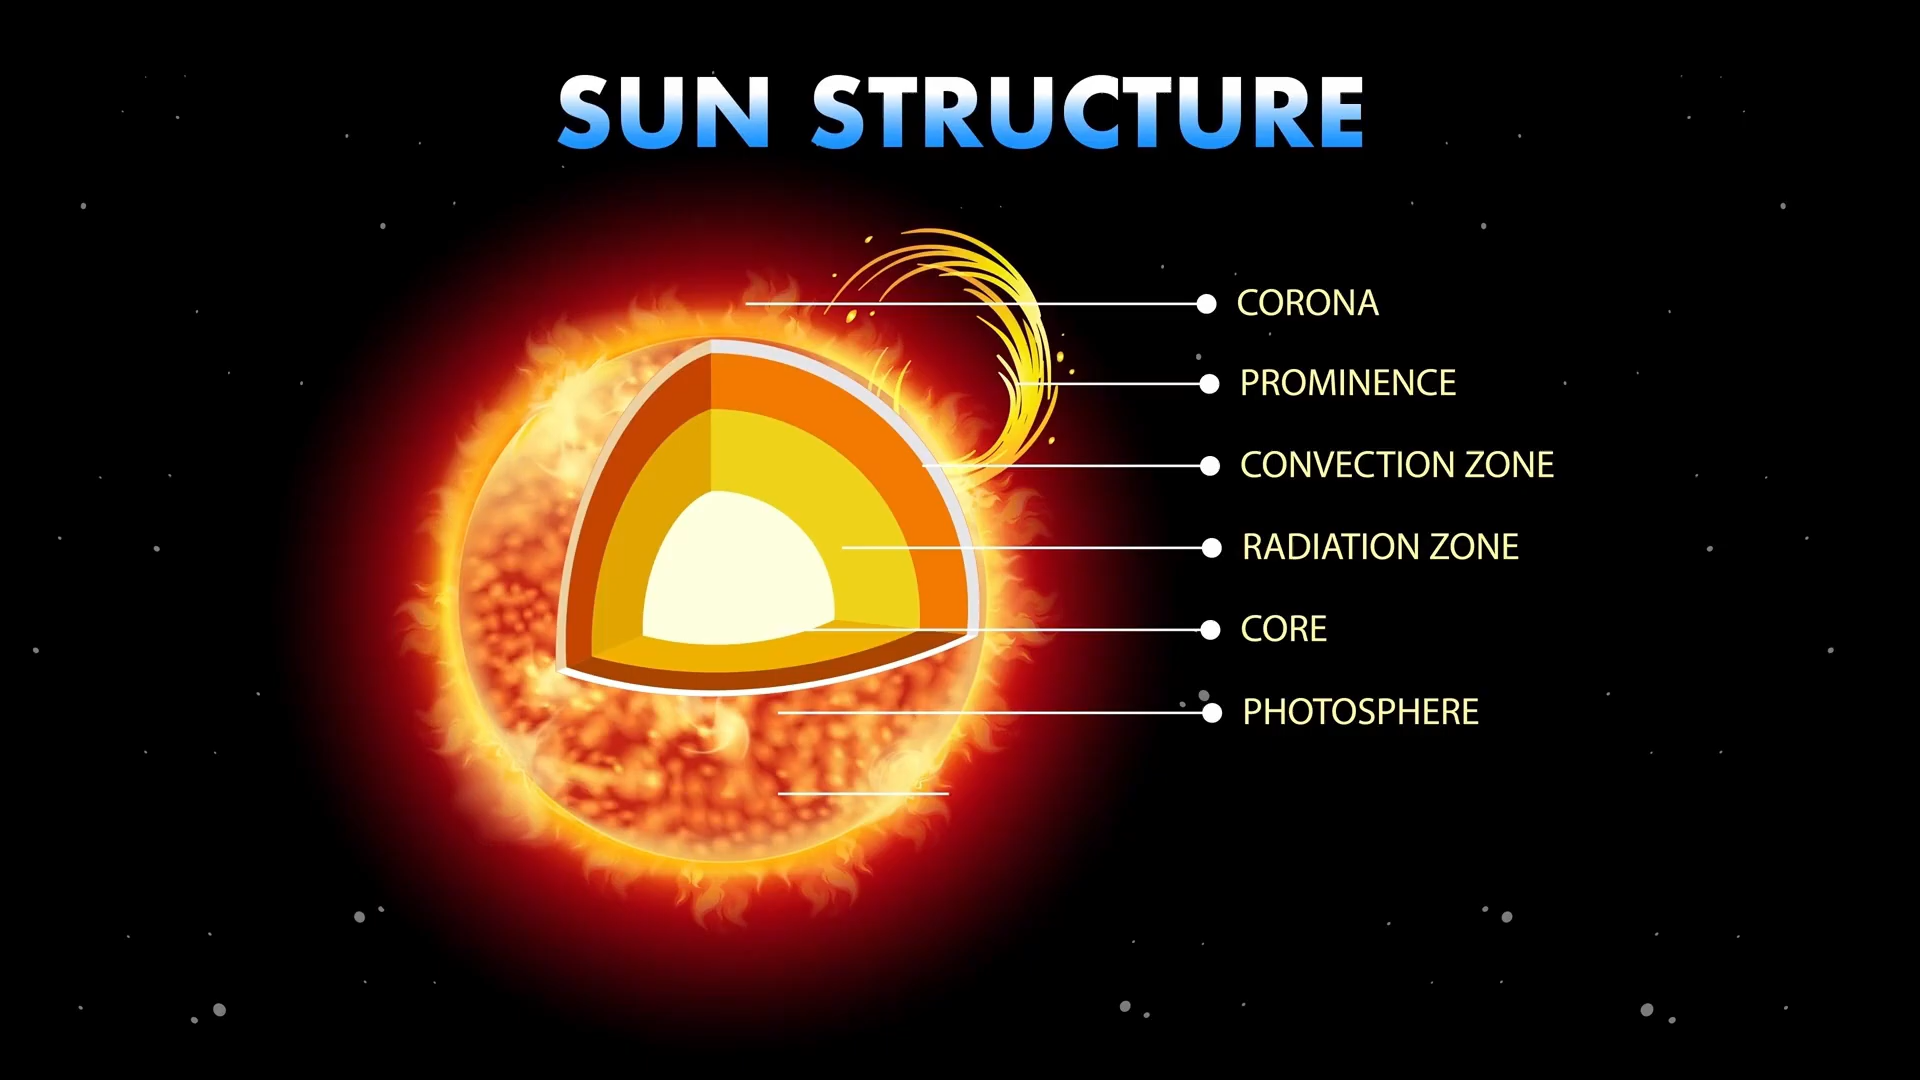 SUN STRUCTURE
CORONA
PROMINENCE
CONVECTION ZONE
RADIATION ZONE
CORE
PHOTOSPHERE